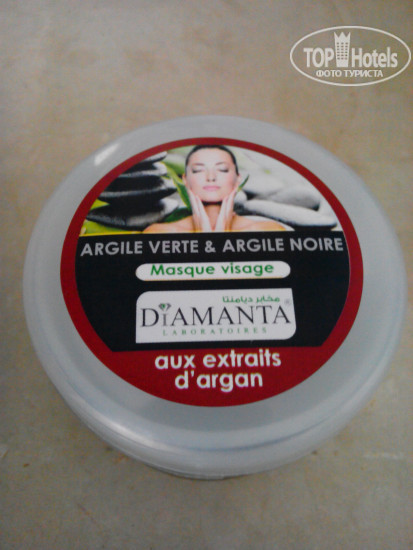 TOP Hotels
ФОТО ТУРИСТА
ARGILE VERTE & ARGILE NOIRE
Masque visage
مخابر ديامنتا
DiAMANTA®
LABORATOIRES
aux extraits
d'argan